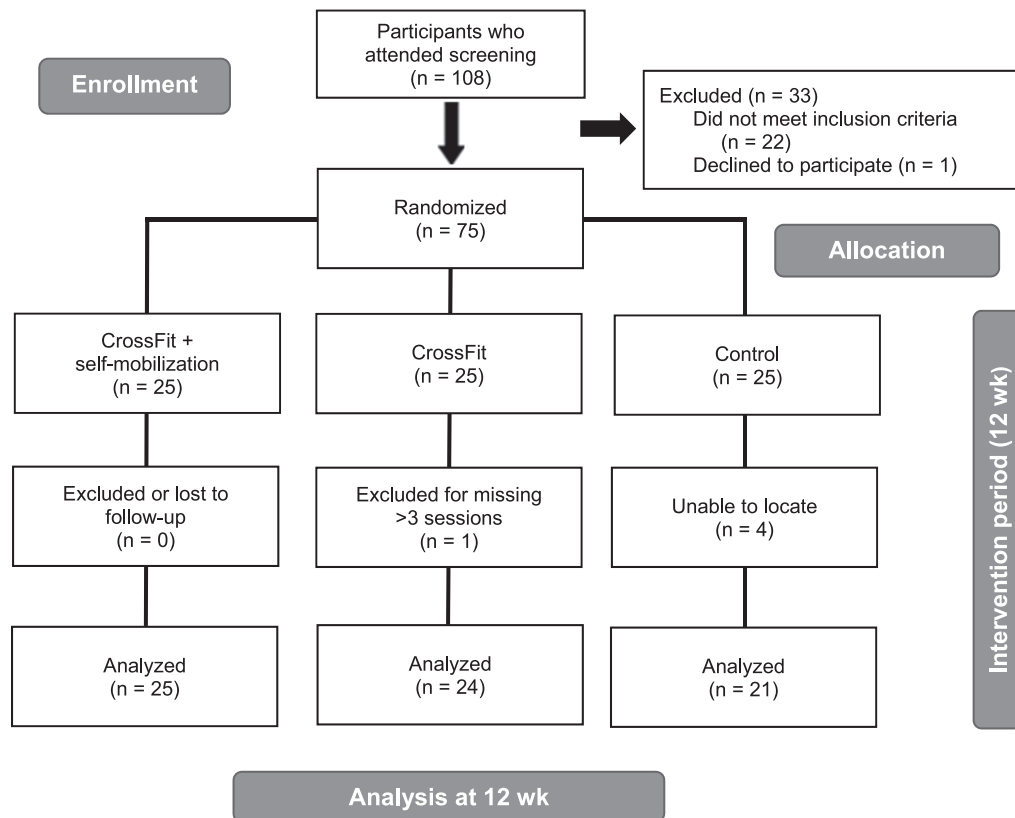 Participants who
attended screening
(n = 108)
Enrollment
Excluded (n = 33)
Did not meet inclusion criteria
(n = 22)
Declined to participate (n = 1)
Randomized
(n = 75)
Allocation
CrossFit +
self-mobilization
(n = 25)
CrossFit
(n = 25)
Control
(n = 25)
Intervention period (12 wk)
Excluded or lost to
follow-up
(n = 0)
Excluded for missing
>3 sessions
(n = 1)
Unable to locate
(n = 4)
Analyzed
(n = 25)
Analyzed
(n = 24)
Analyzed
(n = 21)
Analysis at 12 wk